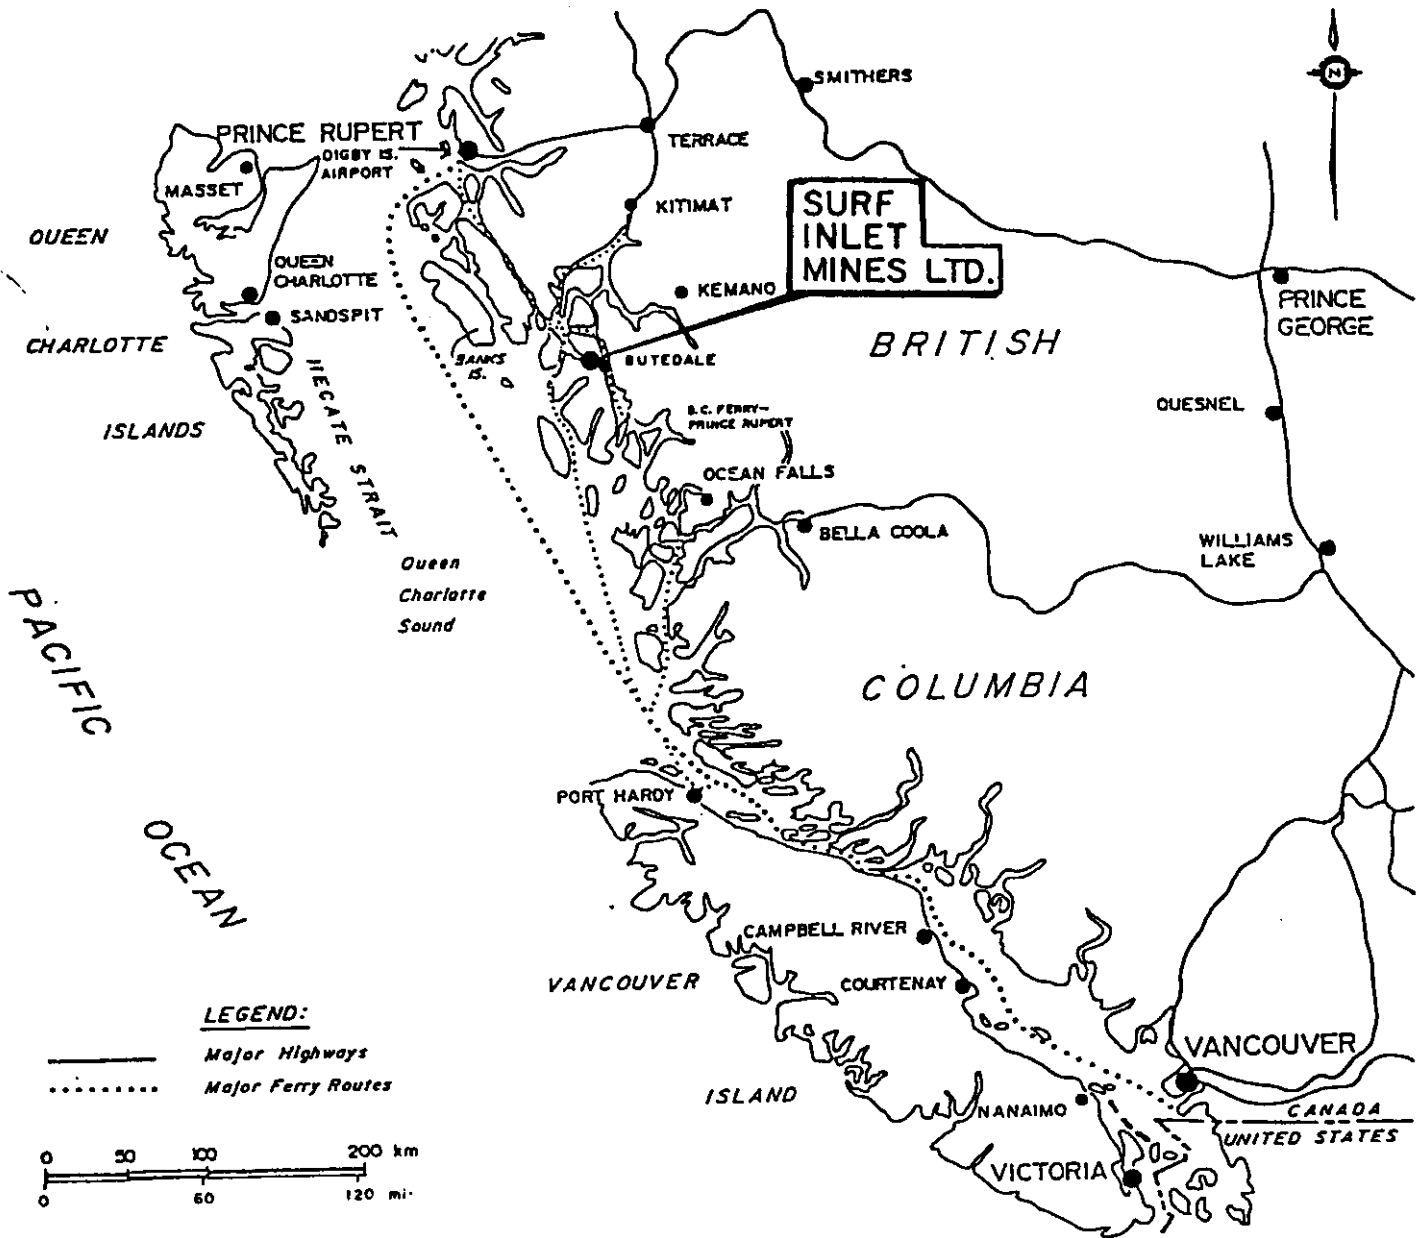 SMITHERS
N
PRINCE RUPERT
DIGBY IS.
AIRPORT
TERRACE
MASSET
KITIMAT
SURF
INLET
MINES LTD.
QUEEN
QUEEN
CHARLOTTE
KEMANO
PRINCE
GEORGE
SANDSPIT
CHARLOTTE
BANKS
IS.
BUTEDALE
BRITISH
HECATE STRAIT
ISLANDS
B.C. FERRY-
PRINCE RUPERT
QUESNEL
OCEAN FALLS
BELLA COOLA
WILLIAMS
LAKE
Queen
Charlotte
Sound
PACIFIC
COLUMBIA
PORT HARDY
OCEAN
CAMPBELL RIVER
VANCOUVER
COURTENAY
LEGEND:
Major Highways
Major Ferry Routes
VANCOUVER
ISLAND
NANAIMO
CANADA
UNITED STATES
VICTORIA
0 50 100 200 km
0 60 120 mi.